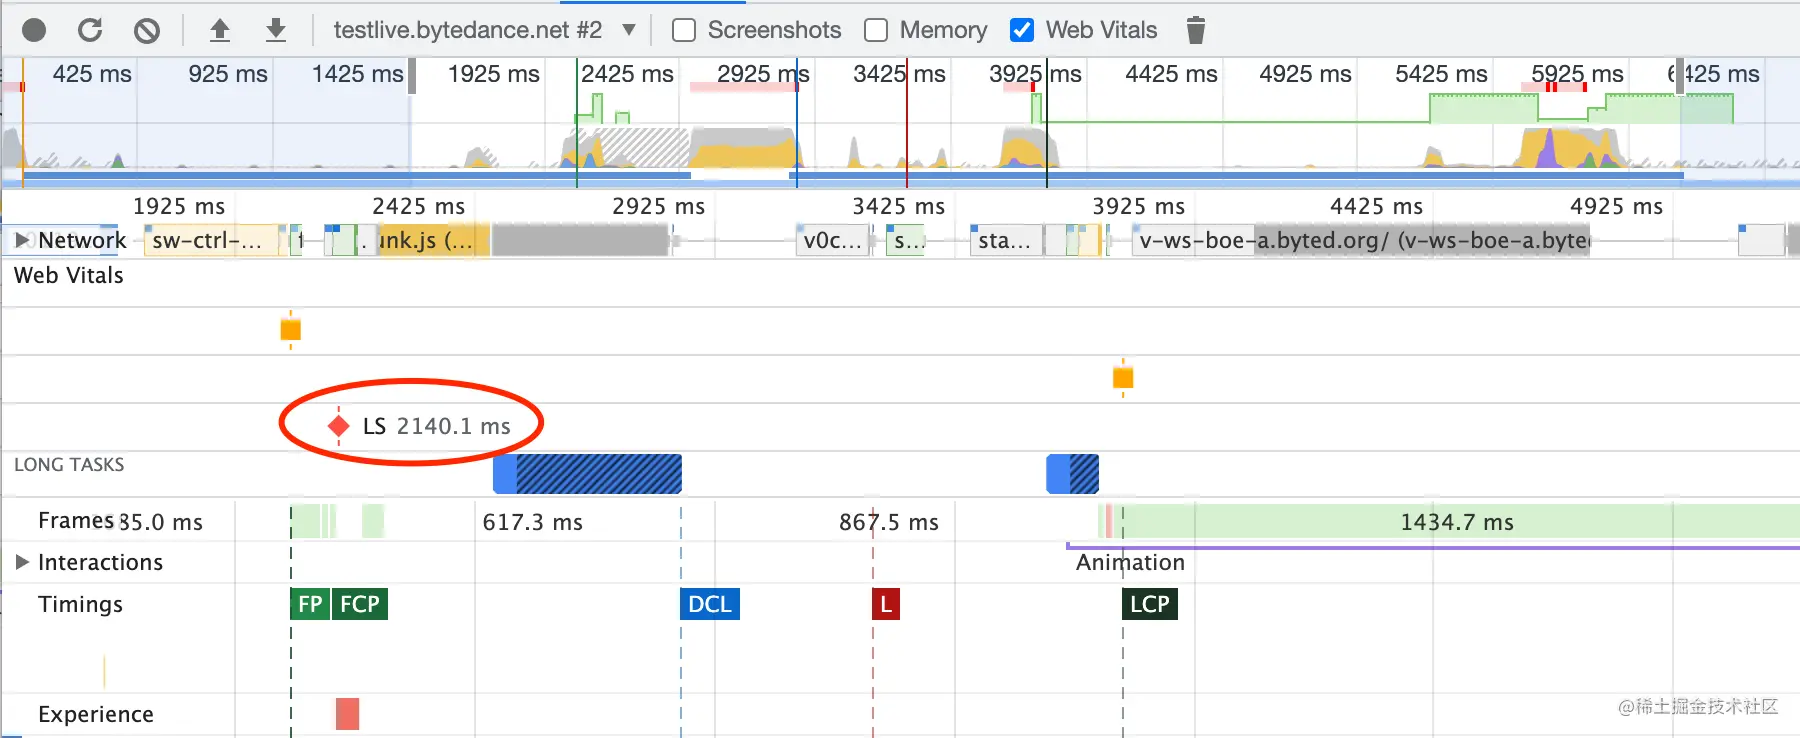 testlive.bytedance.net #2 Screenshots Memory Web Vitals
425 ms 925 ms 1425 ms 1925 ms 2425 ms 2925 ms 3425 ms 3925 ms 4425 ms 4925 ms 5425 ms 5925 ms 6425 ms
1925 ms 2425 ms 2925 ms 3425 ms 3925 ms 4425 ms 4925 ms
Network sw-ctrl-... unk.js (... v0c... s... sta... v-ws-boe-a.byted.org/ (v-ws-boe-a.byte
Web Vitals
LS 2140.1 ms
LONG TASKS
Frames 35.0 ms 617.3 ms 867.5 ms 1434.7 ms
Interactions Animation
Timings FP FCP DCL L LCP
Experience
@稀土掘金技术社区